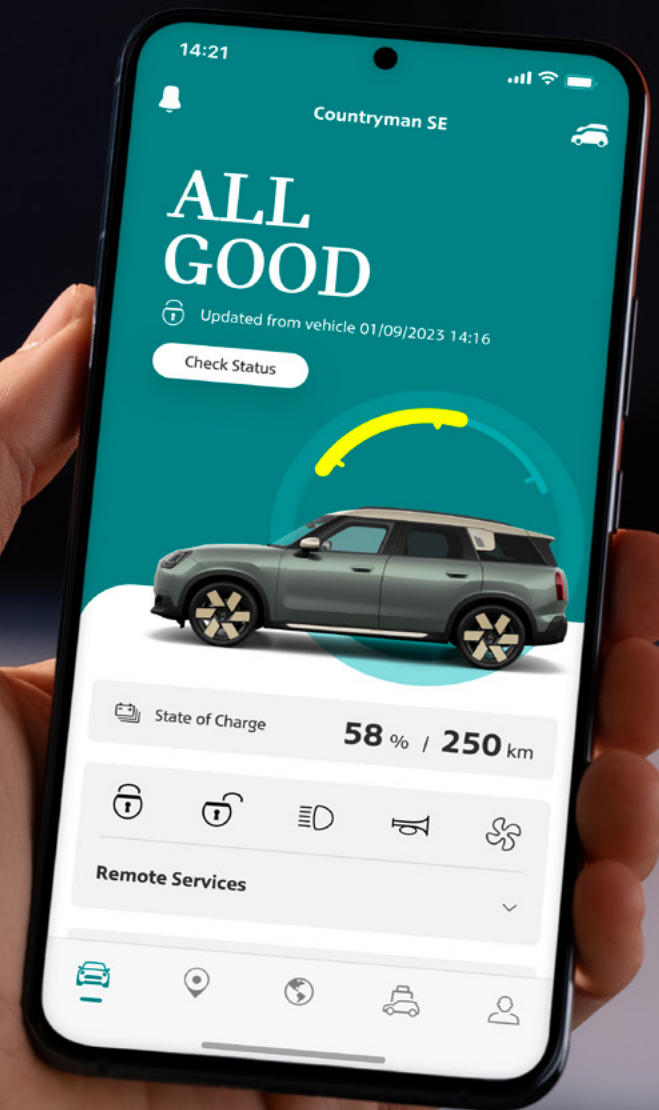 14:21
Countryman SE
ALL
GOOD
Updated from vehicle 01/09/2023 14:16
Check Status
State of Charge
58 % / 250 km
Remote Services